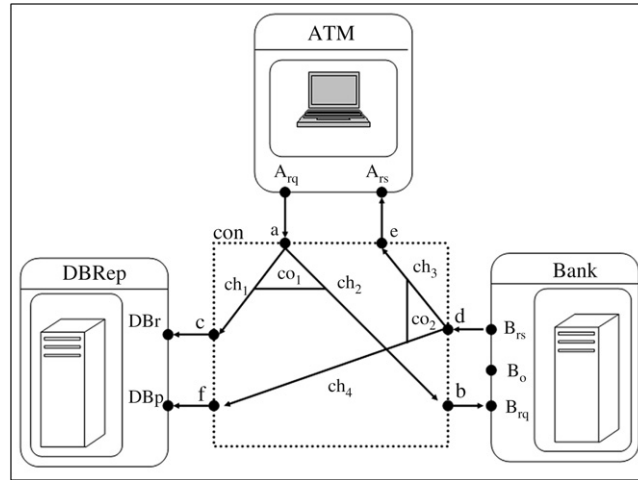 ATM
A_rq A_rs
con a e
DBRep Bank
ch_1 co_1 ch_2 ch_3
DBr c co_2 d B_rs
B_o
DBp f ch_4 b B_rq